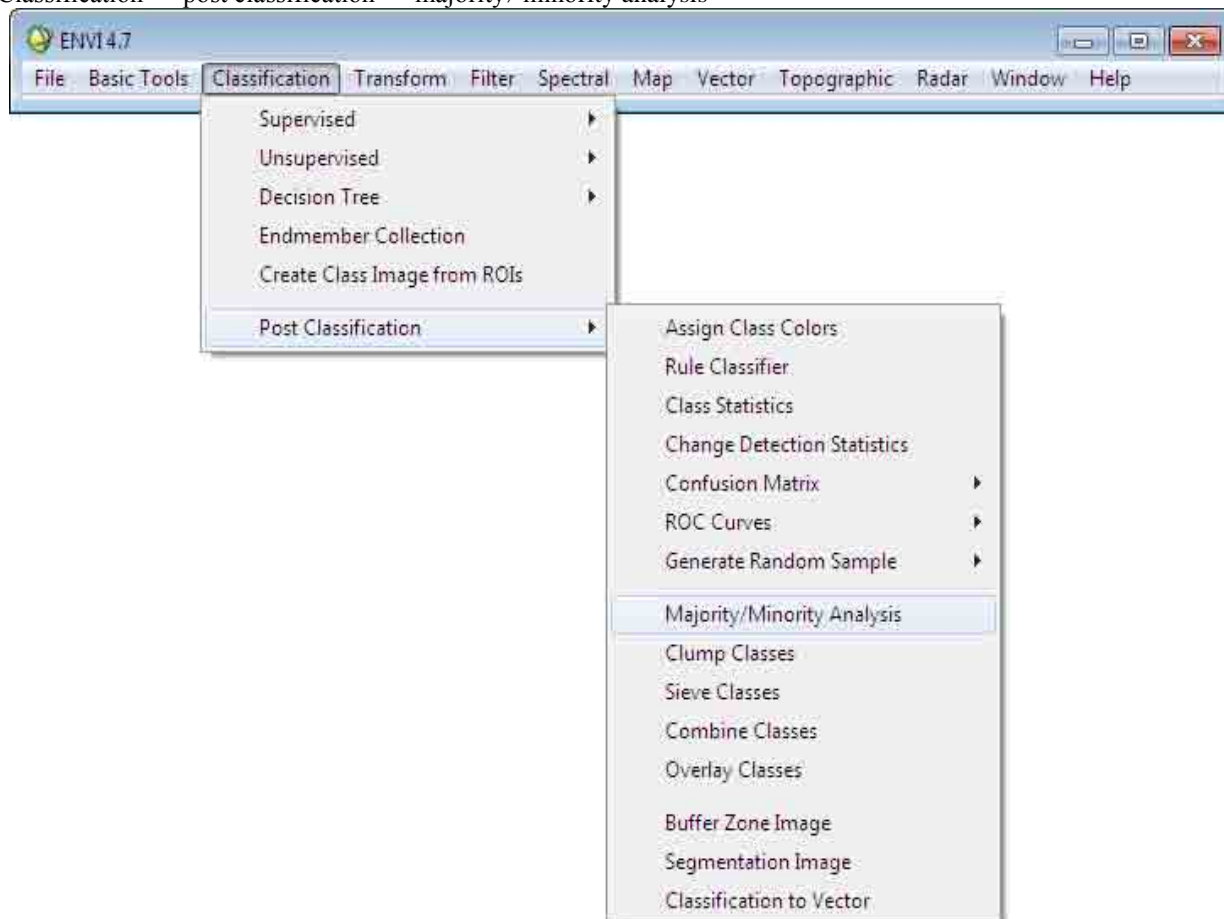 Classification post classification majority/ minority analysis
ENVI 4.7
File Basic Tools Classification Transform Filter Spectral Map Vector Topographic Radar Window Help
Supervised
Unsupervised
Decision Tree
Endmember Collection
Create Class Image from ROIs
Post Classification
Assign Class Colors
Rule Classifier
Class Statistics
Change Detection Statistics
Confusion Matrix
ROC Curves
Generate Random Sample
Majority/Minority Analysis
Clump Classes
Sieve Classes
Combine Classes
Overlay Classes
Buffer Zone Image
Segmentation Image
Classification to Vector